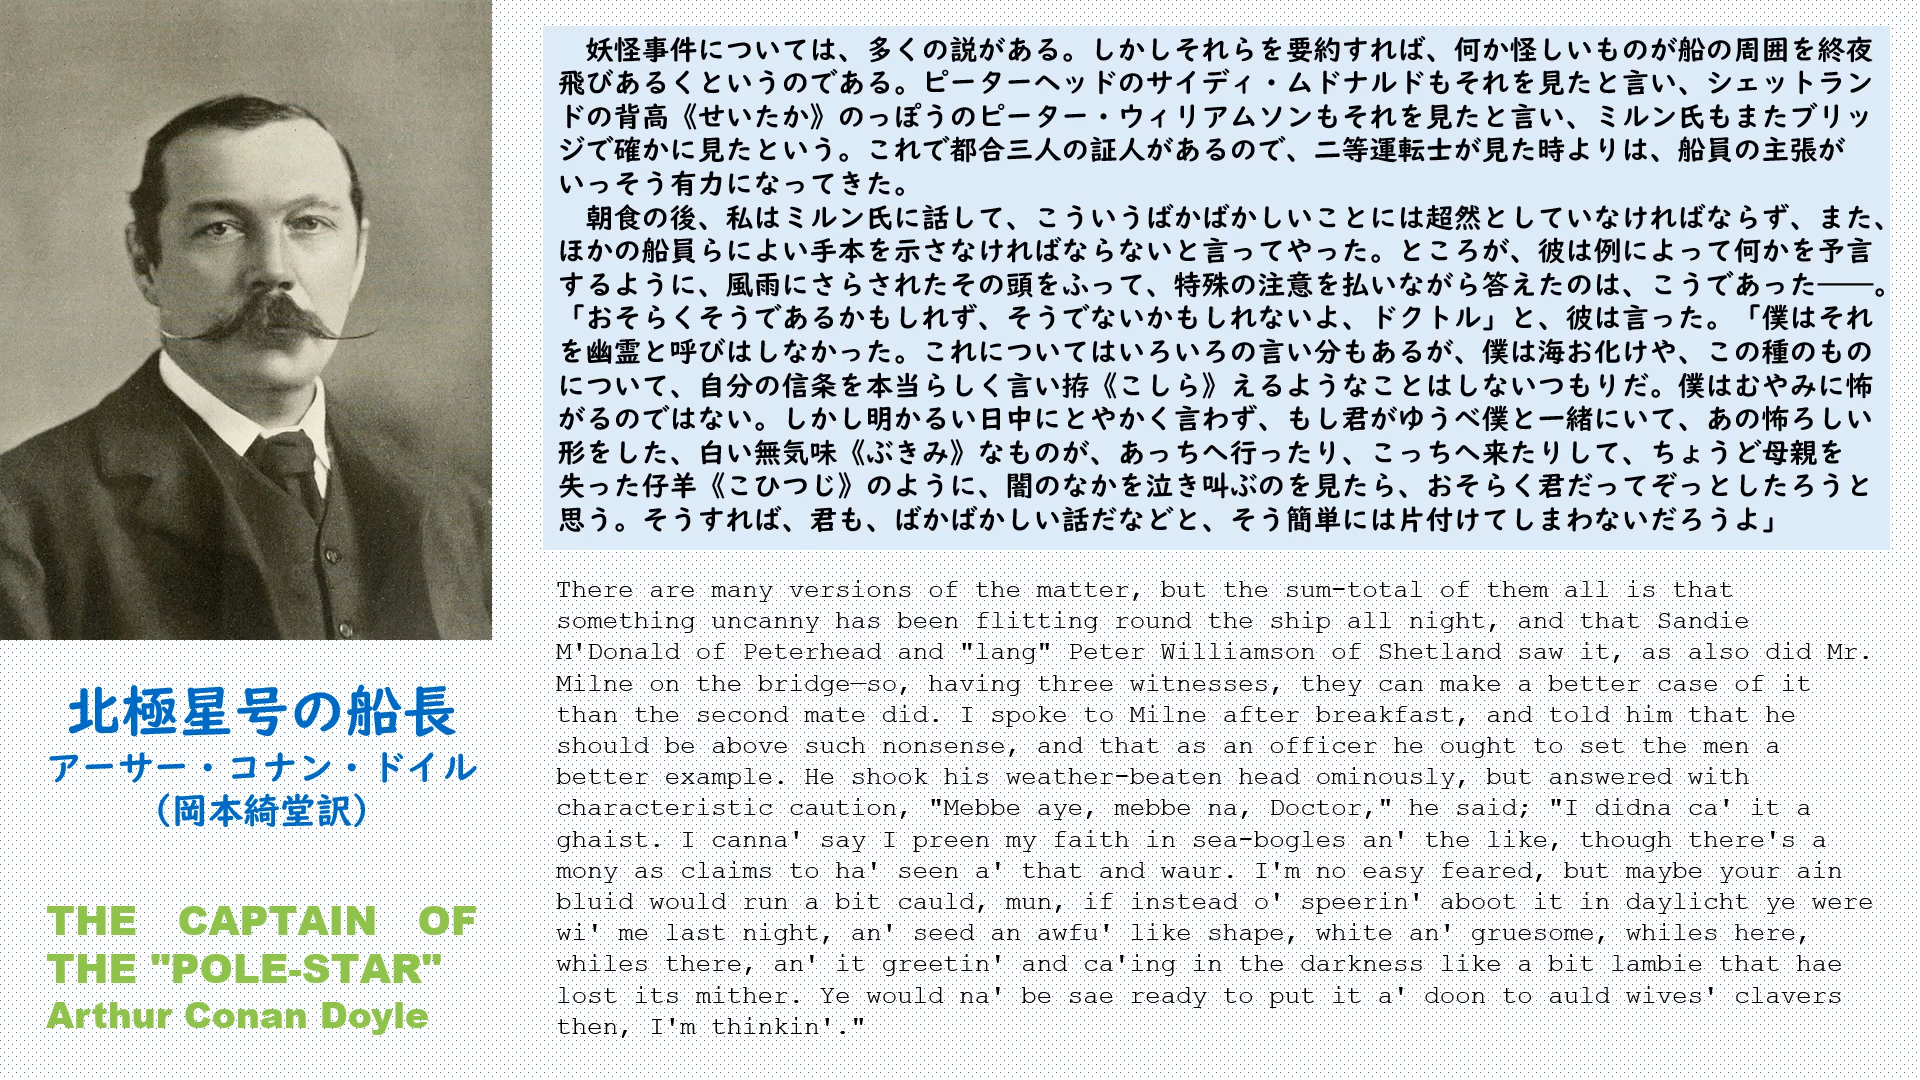 妖怪事件については、多くの説がある。しかしそれらを要約すれば、何か怪しいものが船の周囲を終夜
飛びあるくというのである。ピーターヘッドのサイディ・ムドナルドもそれを見たと言い、シェットラン
ドの背高《せいたか》のっぽうのピーター・ウィリアムソンもそれを見たと言い、ミルン氏もまたブリッ
ジで確かに見たという。これで都合三人の証人があるので、二等運転士が見た時よりは、船員の主張が
いっそう有力になってきた。
朝食の後、私はミルン氏に話して、こういうばかばかしいことには超然としていなければならず、また、
ほかの船員らによい手本を示さなければならないと言ってやった。ところが、彼は例によって何かを予言
するように、風雨にさらされたその頭をふって、特殊の注意を払いながら答えたのは、こうであった――。
「おそらくそうであるかもしれず、そうでないかもしれないよ、ドクトル」と、彼は言った。「僕はそれ
を幽霊と呼びはしなかった。これについてはいろいろの言い分もあるが、僕は海お化けや、この種のもの
について、自分の信条を本当らしく言い拵《こしら》えるようなことはしないつもりだ。僕はむやみに怖
がるのではない。しかし明かるい日中にとやかく言わず、もし君がゆうべ僕と一緒にいて、あの怖ろしい
形をした、白い無気味《ぶきみ》なものが、あっちへ行ったり、こっちへ来たりして、ちょうど母親を
失った仔羊《こひつじ》のように、闇のなかを泣き叫ぶのを見たら、おそらく君だってぞっとしたろうと
思う。そうすれば、君も、ばかばかしい話だなどと、そう簡単には片付けてしまわないだろうよ」
There are many versions of the matter, but the sum-total of them all is that
something uncanny has been flitting round the ship all night, and that Sandie
M'Donald of Peterhead and "lang" Peter Williamson of Shetland saw it, as also did Mr.
Milne on the bridge—so, having three witnesses, they can make a better case of it
than the second mate did. I spoke to Milne after breakfast, and told him that he
should be above such nonsense, and that as an officer he ought to set the men a
better example. He shook his weather-beaten head ominously, but answered with
characteristic caution, "Mebbe aye, mebbe na, Doctor," he said; "I didna ca' it a
ghaist. I canna' say I preen my faith in sea-bogles an' the like, though there's a
mony as claims to ha' seen a' that and waur. I'm no easy feared, but maybe your ain
bluid would run a bit cauld, mun, if instead o' speerin' aboot it in daylicht ye were
wi' me last night, an' seed an awfu' like shape, white an' gruesome, whiles here,
whiles there, an' it greetin' and ca'ing in the darkness like a bit lambie that hae
lost its mither. Ye would na' be sae ready to put it a' doon to auld wives' clavers
then, I'm thinkin'."
北極星号の船長
アーサー・コナン・ドイル
（岡本綺堂訳）
THE CAPTAIN OF
THE "POLE-STAR"
Arthur Conan Doyle